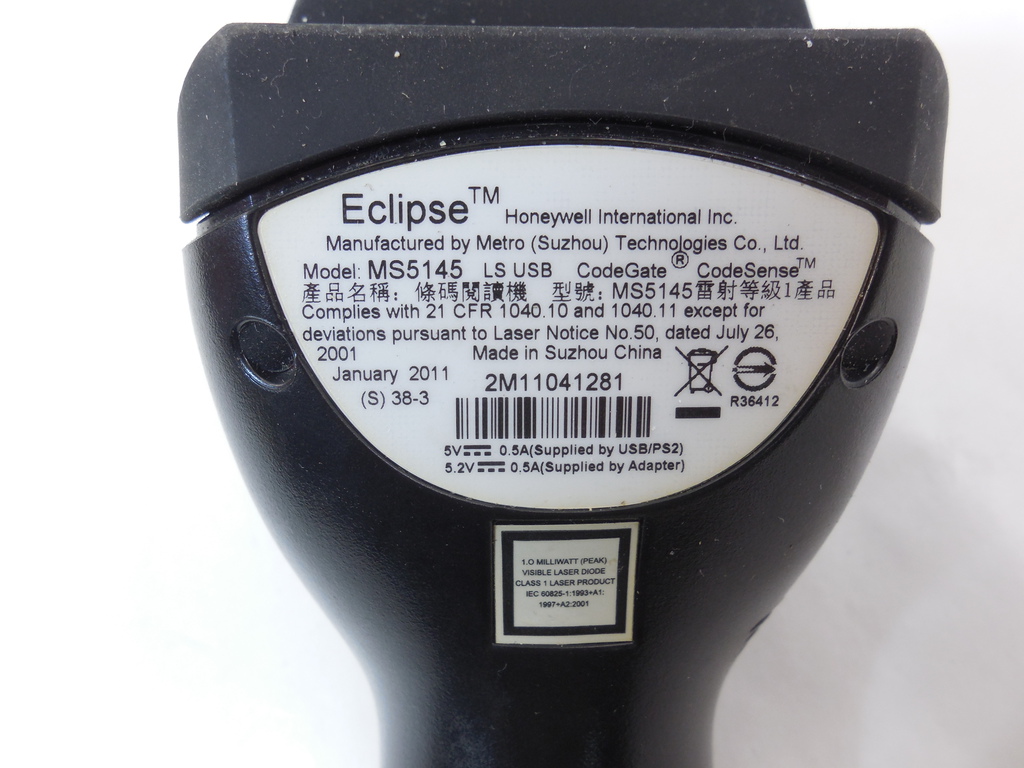 Eclipse™ Honeywell International Inc.
Manufactured by Metro (Suzhou) Technologies Co., Ltd.
Model: MS5145 LS USB CodeGate® CodeSense™
產品名稱：條碼閱讀機 型號：MS5145雷射等級1產品
Complies with 21 CFR 1040.10 and 1040.11 except for
deviations pursuant to Laser Notice No.50, dated July 26,
2001 Made in Suzhou China
January 2011 2M11041281
(S) 38-3 R36412
5V 0.5A(Supplied by USB/PS2)
5.2V 0.5A(Supplied by Adapter)
1.0 MILLIWATT (PEAK)
VISIBLE LASER DIODE
CLASS 1 LASER PRODUCT
IEC 60825-1:1993+A1:
1997+A2:2001